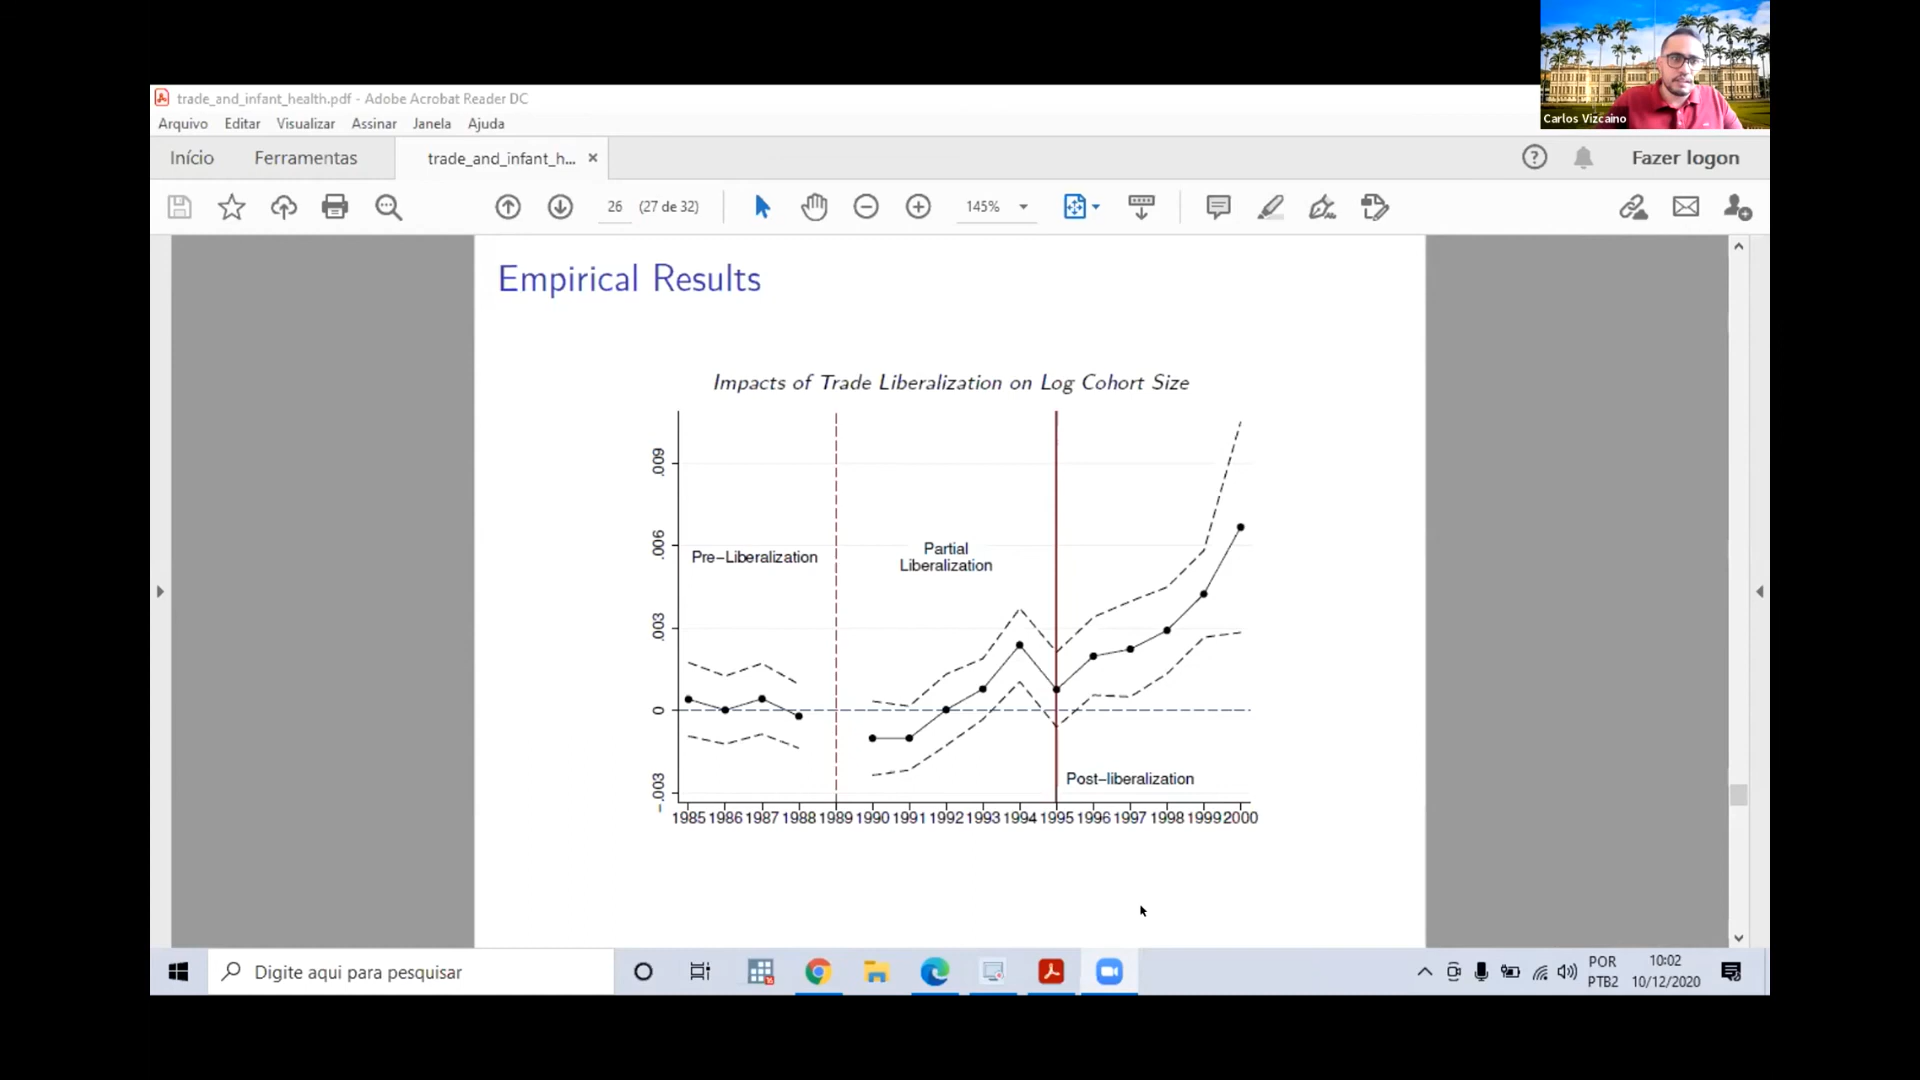 Carlos Vizcaino
trade_and_infant_health.pdf - Adobe Acrobat Reader DC
Arquivo Editar Visualizar Assinar Janela Ajuda
Início Ferramentas trade_and_infant_h... × ? Fazer logon
26 (27 de 32) 145%
Empirical Results
Impacts of Trade Liberalization on Log Cohort Size
.009
.006
.003
0
-.003
Pre-Liberalization
Partial
Liberalization
Post-liberalization
1985 1986 1987 1988 1989 1990 1991 1992 1993 1994 1995 1996 1997 1998 1999 2000
Digite aqui para pesquisar
POR
PTB2
10:02
10/12/2020